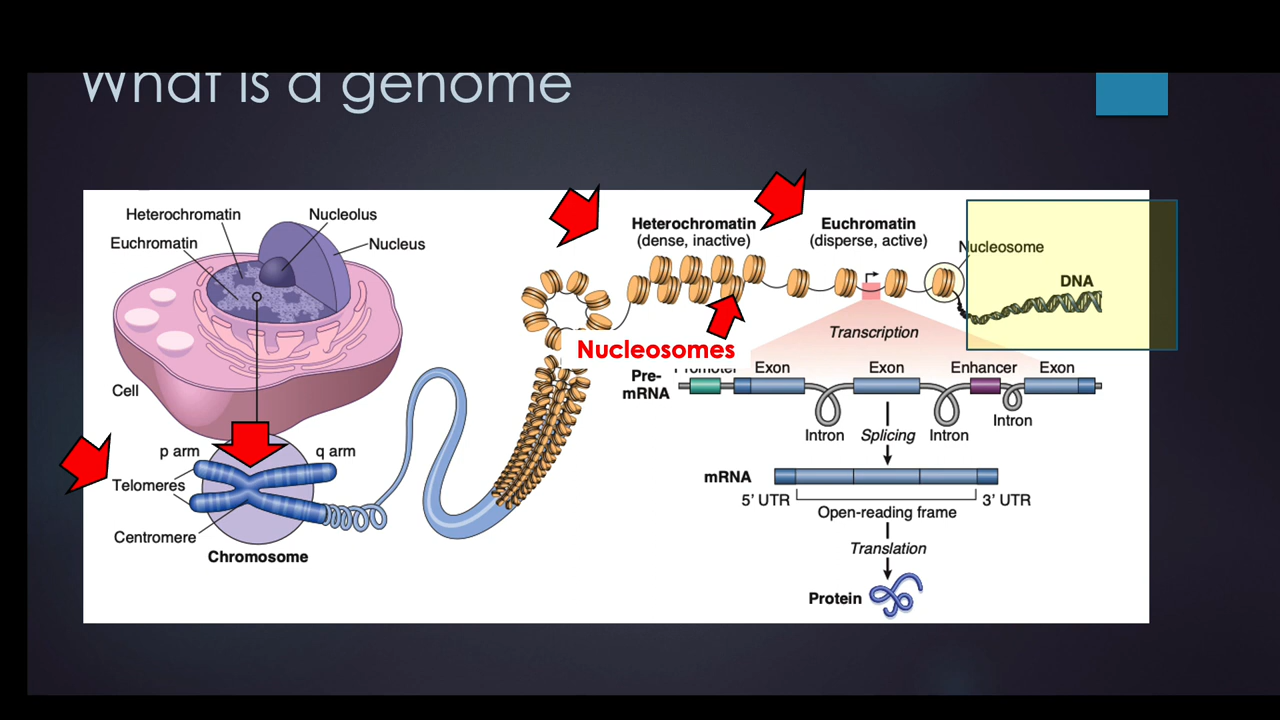 What is a genome
Heterochromatin
Nucleolus
Euchromatin
Nucleus
Cell
p arm
q arm
Telomeres
Centromere
Chromosome
Heterochromatin
(dense, inactive)
Euchromatin
(disperse, active)
Nucleosome
DNA
Nucleosomes
Transcription
Pre-
mRNA
Promoter
Exon
Exon
Enhancer
Exon
Intron
Splicing
Intron
Intron
mRNA
5’ UTR
3’ UTR
Open-reading frame
Translation
Protein